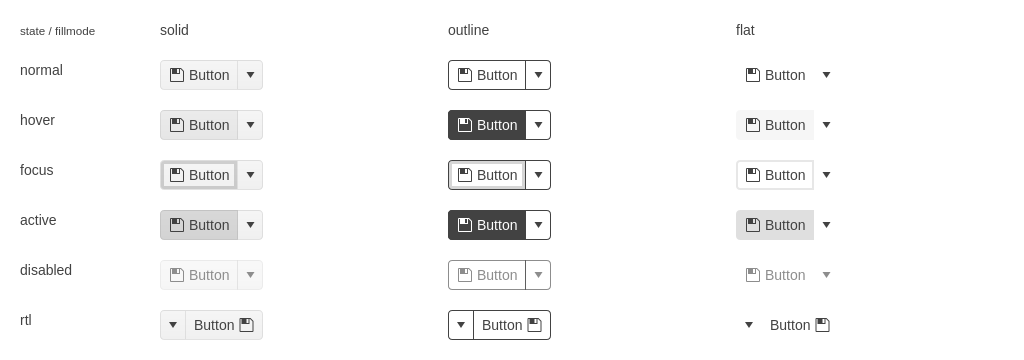 state / fillmode solid outline flat
normal Button Button Button
hover Button Button Button
focus Button Button Button
active Button Button Button
disabled Button Button Button
rtl Button Button Button